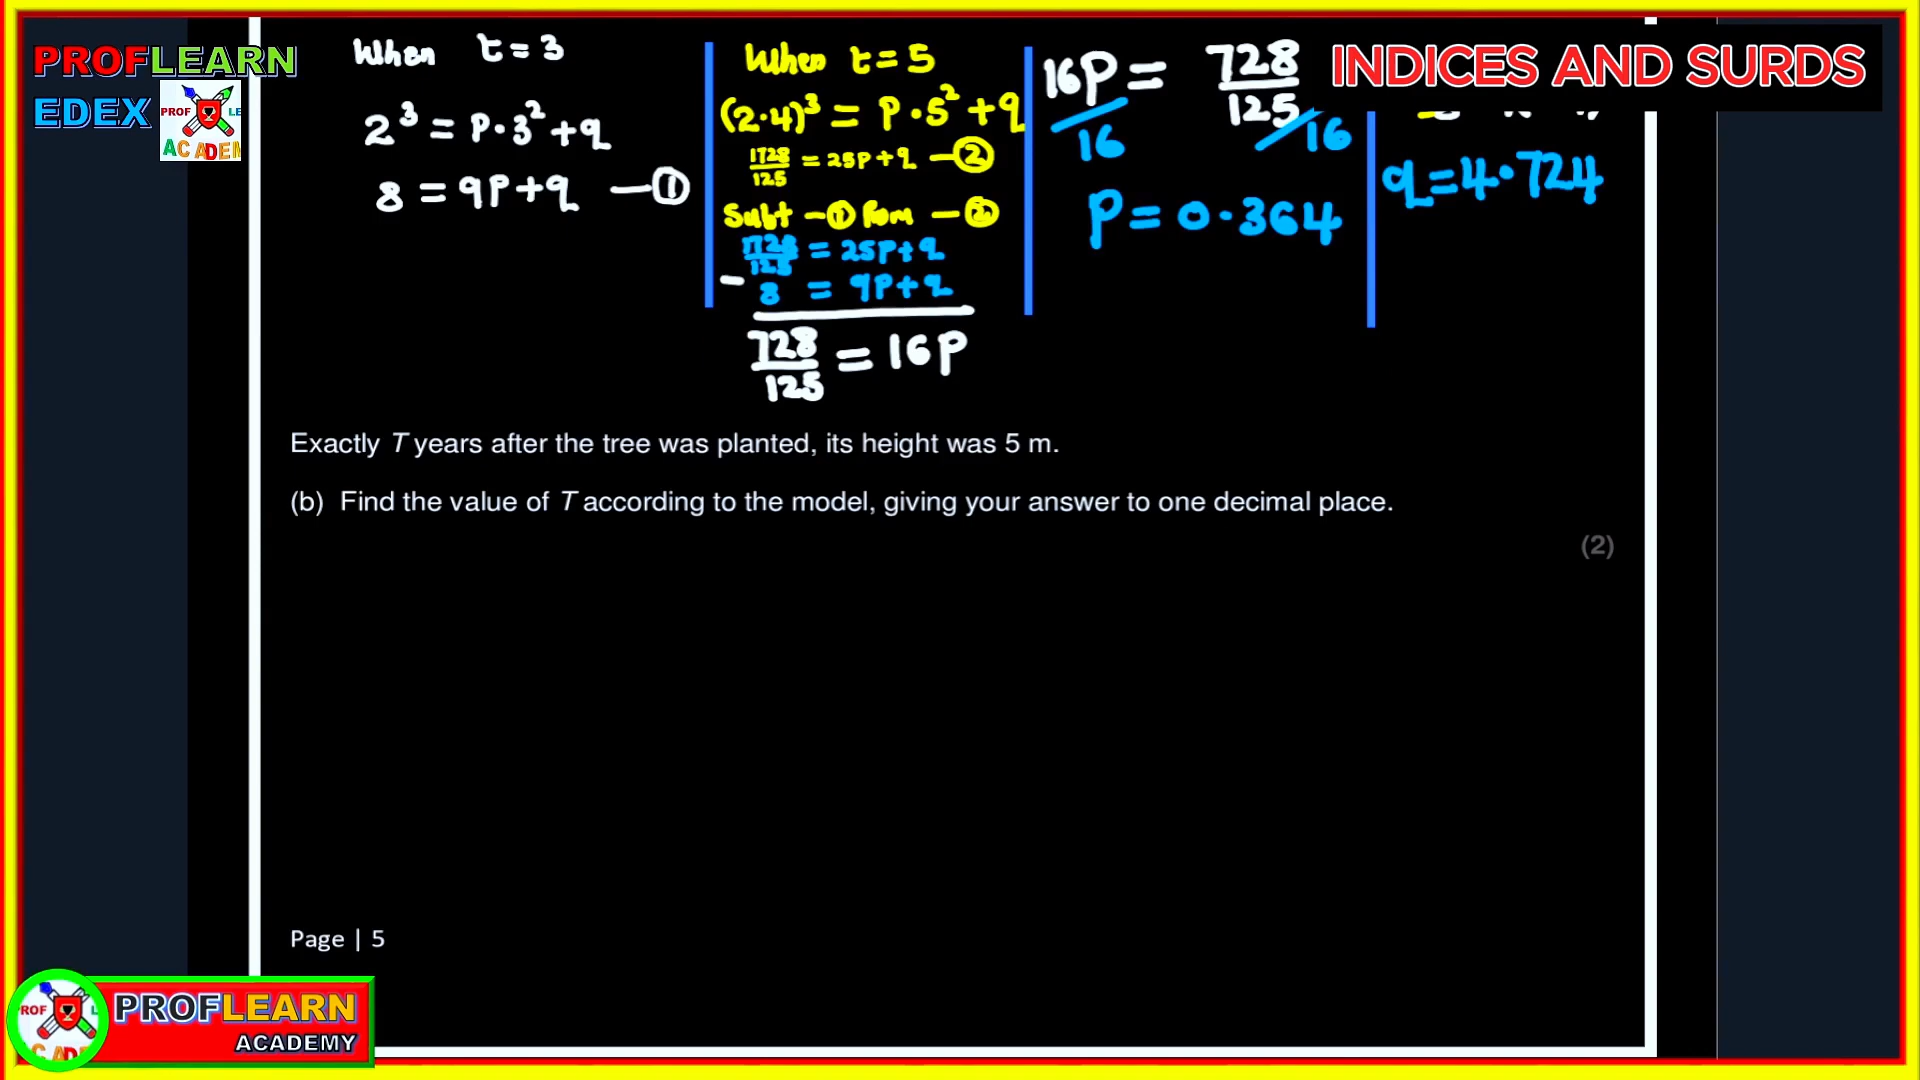 PROFLEARN
EDEX
PROF LE
ACADEM
INDICES AND SURDS
When t = 3
2³ = p·3² + q
8 = 9p + q —①
When t = 5
(2·4)³ = p·5² + q
1728/125 = 25p + q —②
Subt —① from —②
1728/125 = 25p + q
- 8 = 9p + q
728/125 = 16p
16p = 728/125
/16 /16
p = 0·364
q = 4·724
Exactly T years after the tree was planted, its height was 5 m.
(b) Find the value of T according to the model, giving your answer to one decimal place.
(2)
Page | 5
PROFLEARN
ACADEMY